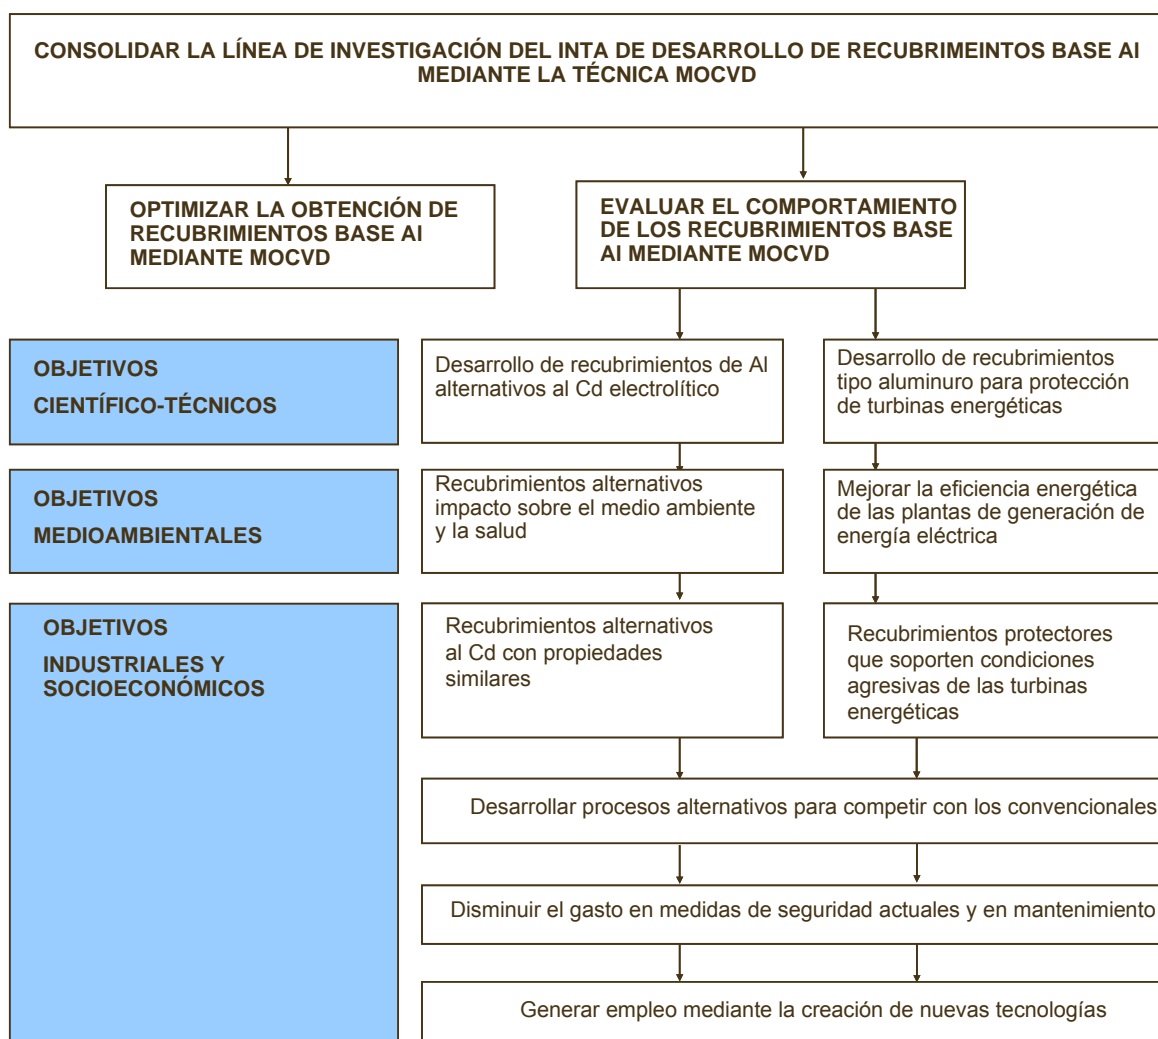 CONSOLIDAR LA LÍNEA DE INVESTIGACIÓN DEL INTA DE DESARROLLO DE RECUBRIMEINTOS BASE Al
MEDIANTE LA TÉCNICA MOCVD
OPTIMIZAR LA OBTENCIÓN DE
RECUBRIMIENTOS BASE Al
MEDIANTE MOCVD
EVALUAR EL COMPORTAMIENTO
DE LOS RECUBRIMIENTOS BASE
Al MEDIANTE MOCVD
OBJETIVOS
CIENTÍFICO-TÉCNICOS
Desarrollo de recubrimientos de Al
alternativos al Cd electrolítico
Desarrollo de recubrimientos
tipo aluminuro para protección
de turbinas energéticas
OBJETIVOS
MEDIOAMBIENTALES
Recubrimientos alternativos
impacto sobre el medio ambiente
y la salud
Mejorar la eficiencia energética
de las plantas de generación de
energía eléctrica
OBJETIVOS
INDUSTRIALES Y
SOCIOECONÓMICOS
Recubrimientos alternativos
al Cd con propiedades
similares
Recubrimientos protectores
que soporten condiciones
agresivas de las turbinas
energéticas
Desarrollar procesos alternativos para competir con los convencionales
Disminuir el gasto en medidas de seguridad actuales y en mantenimiento
Generar empleo mediante la creación de nuevas tecnologías